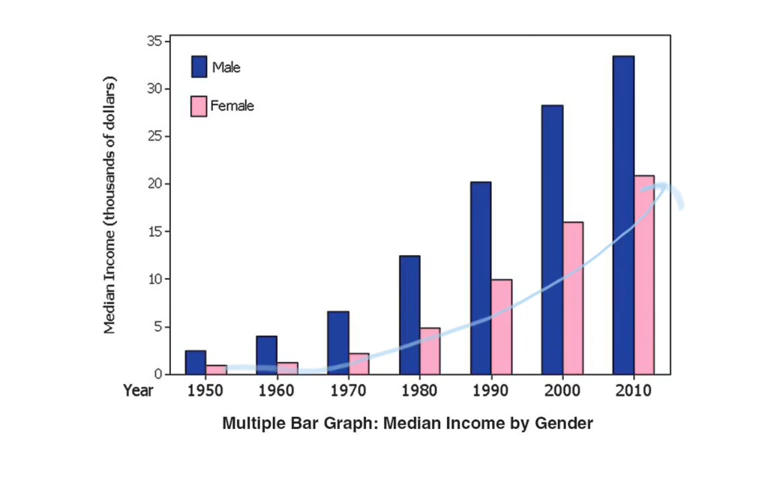 35
Male
30
Female
25
20
15
10
5
0
Median Income (thousands of dollars)
Year 1950 1960 1970 1980 1990 2000 2010
Multiple Bar Graph: Median Income by Gender